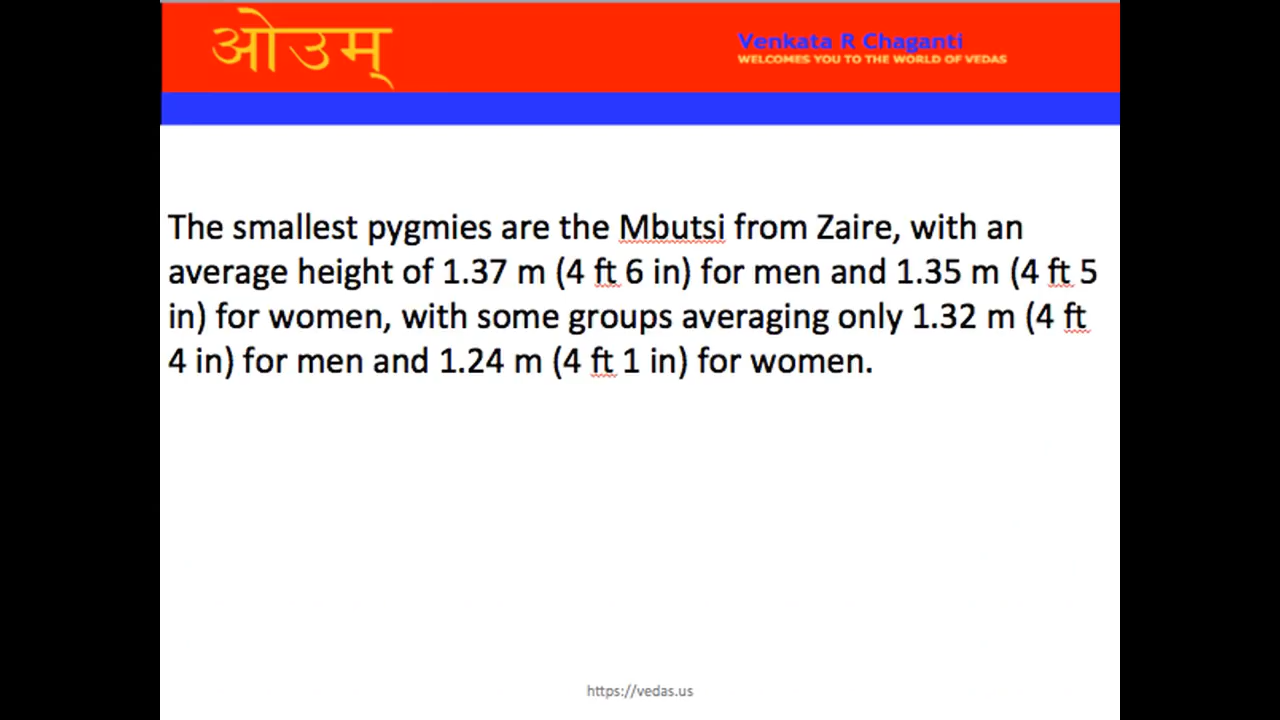 ओउम्
Venkata R Chaganti
WELCOMES YOU TO THE WORLD OF VEDAS
The smallest pygmies are the Mbutsi from Zaire, with an
average height of 1.37 m (4 ft 6 in) for men and 1.35 m (4 ft 5
in) for women, with some groups averaging only 1.32 m (4 ft
4 in) for men and 1.24 m (4 ft 1 in) for women.
https://vedas.us